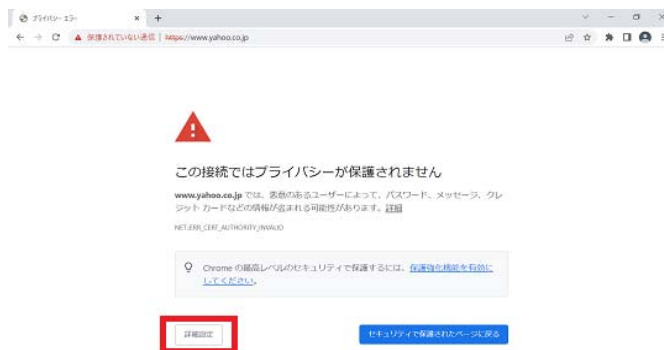 プライバシー エラー
保護されていない通信 | https://www.yahoo.co.jp
この接続ではプライバシーが保護されません
www.yahoo.co.jp では、悪意のあるユーザーによって、パスワード、メッセージ、クレ
ジット カードなどの情報が盗まれる可能性があります。詳細
NET::ERR_CERT_AUTHORITY_INVALID
Chrome の最高レベルのセキュリティで保護するには、保護強化機能を有効に
してください。
詳細設定
セキュリティで保護されたページに戻る